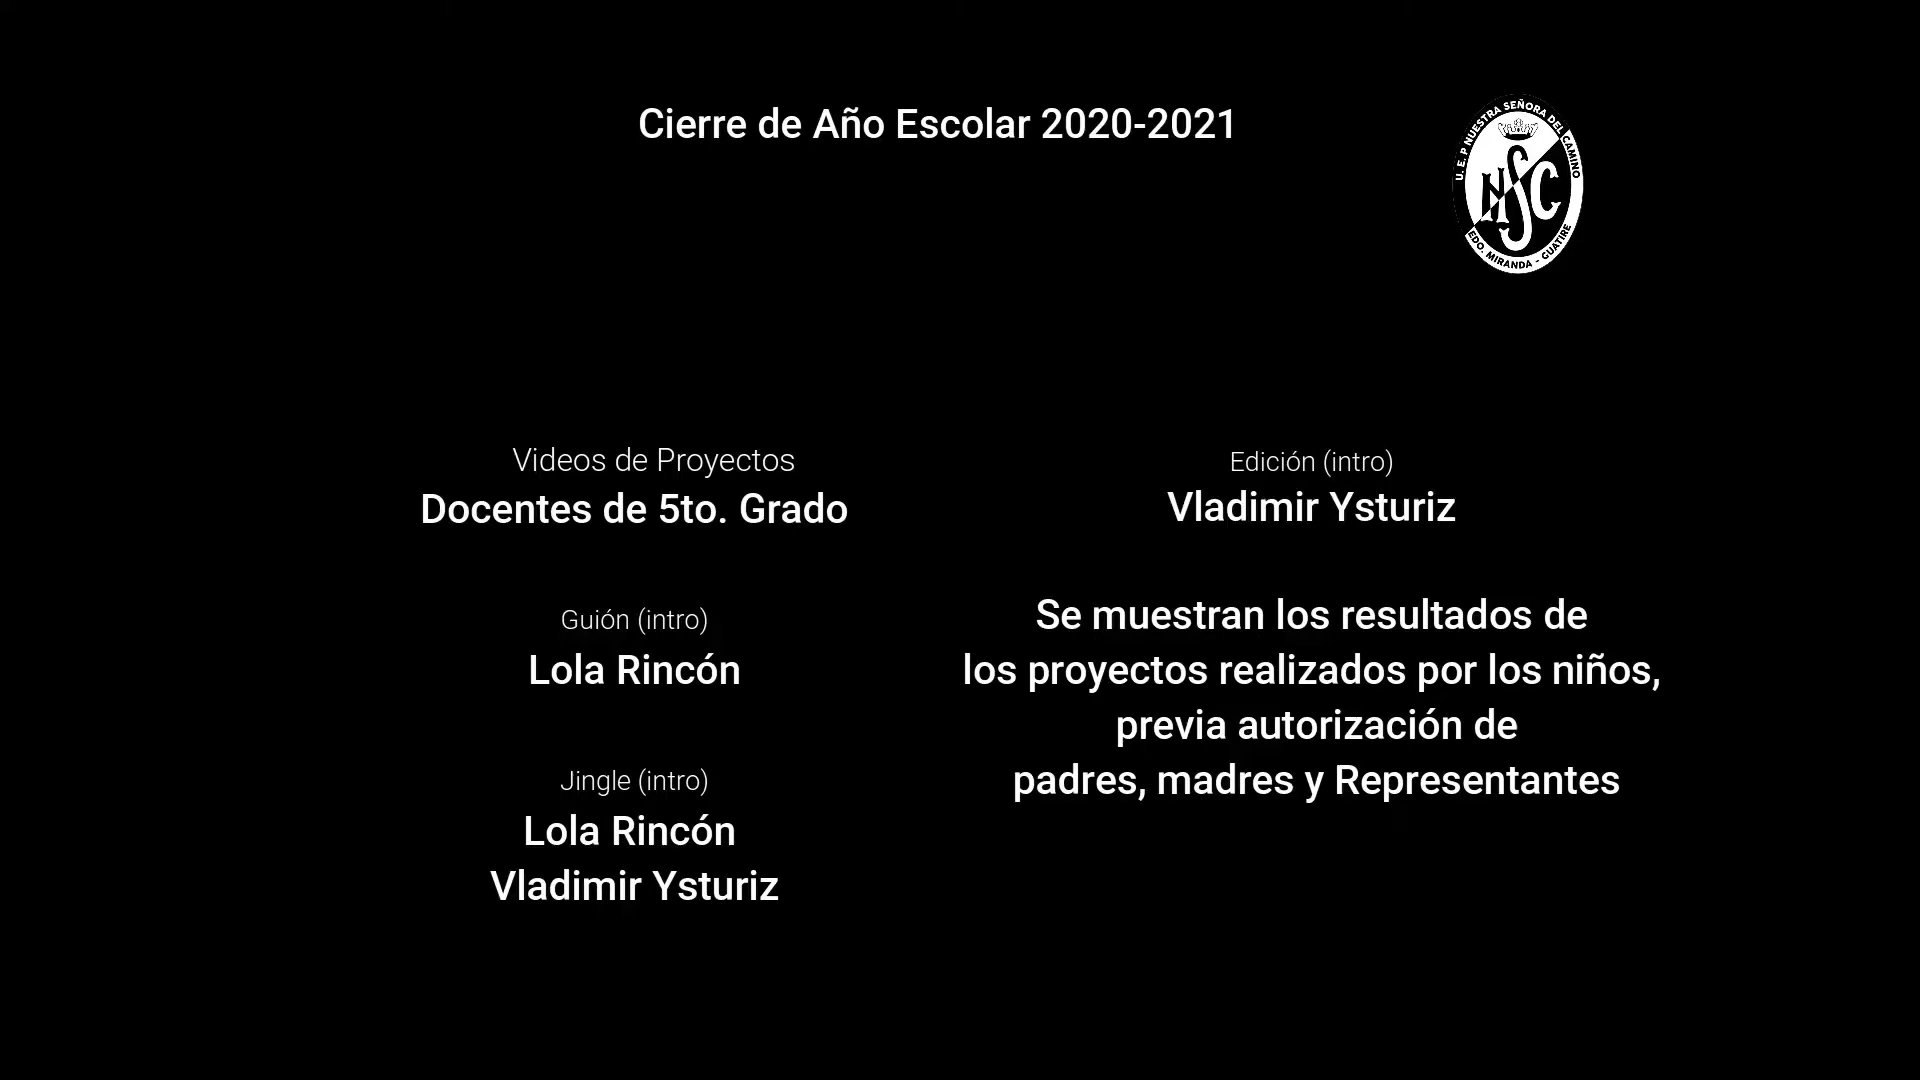 Cierre de Año Escolar 2020-2021
U. E. P NUESTRA SEÑORA DEL CAMINO
NSC
EDO. MIRANDA - GUATIRE
Videos de Proyectos
Docentes de 5to. Grado
Guión (intro)
Lola Rincón
Jingle (intro)
Lola Rincón
Vladimir Ysturiz
Edición (intro)
Vladimir Ysturiz
Se muestran los resultados de
los proyectos realizados por los niños,
previa autorización de
padres, madres y Representantes